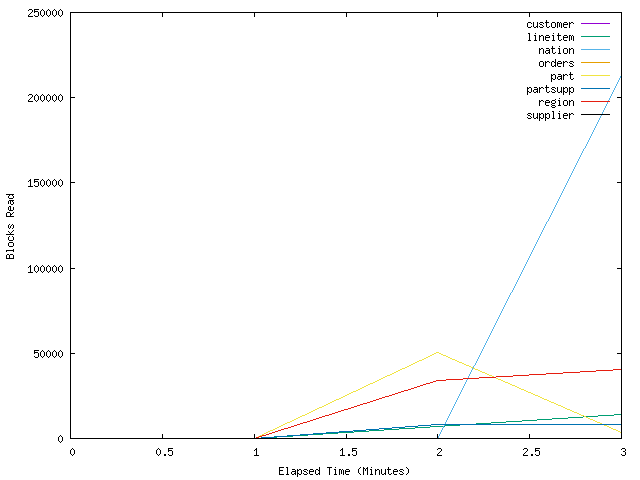 250000
200000
150000
100000
50000
0
Blocks Read
customer
lineitem
nation
orders
part
partsupp
region
supplier
0 0.5 1 1.5 2 2.5 3
Elapsed Time (Minutes)